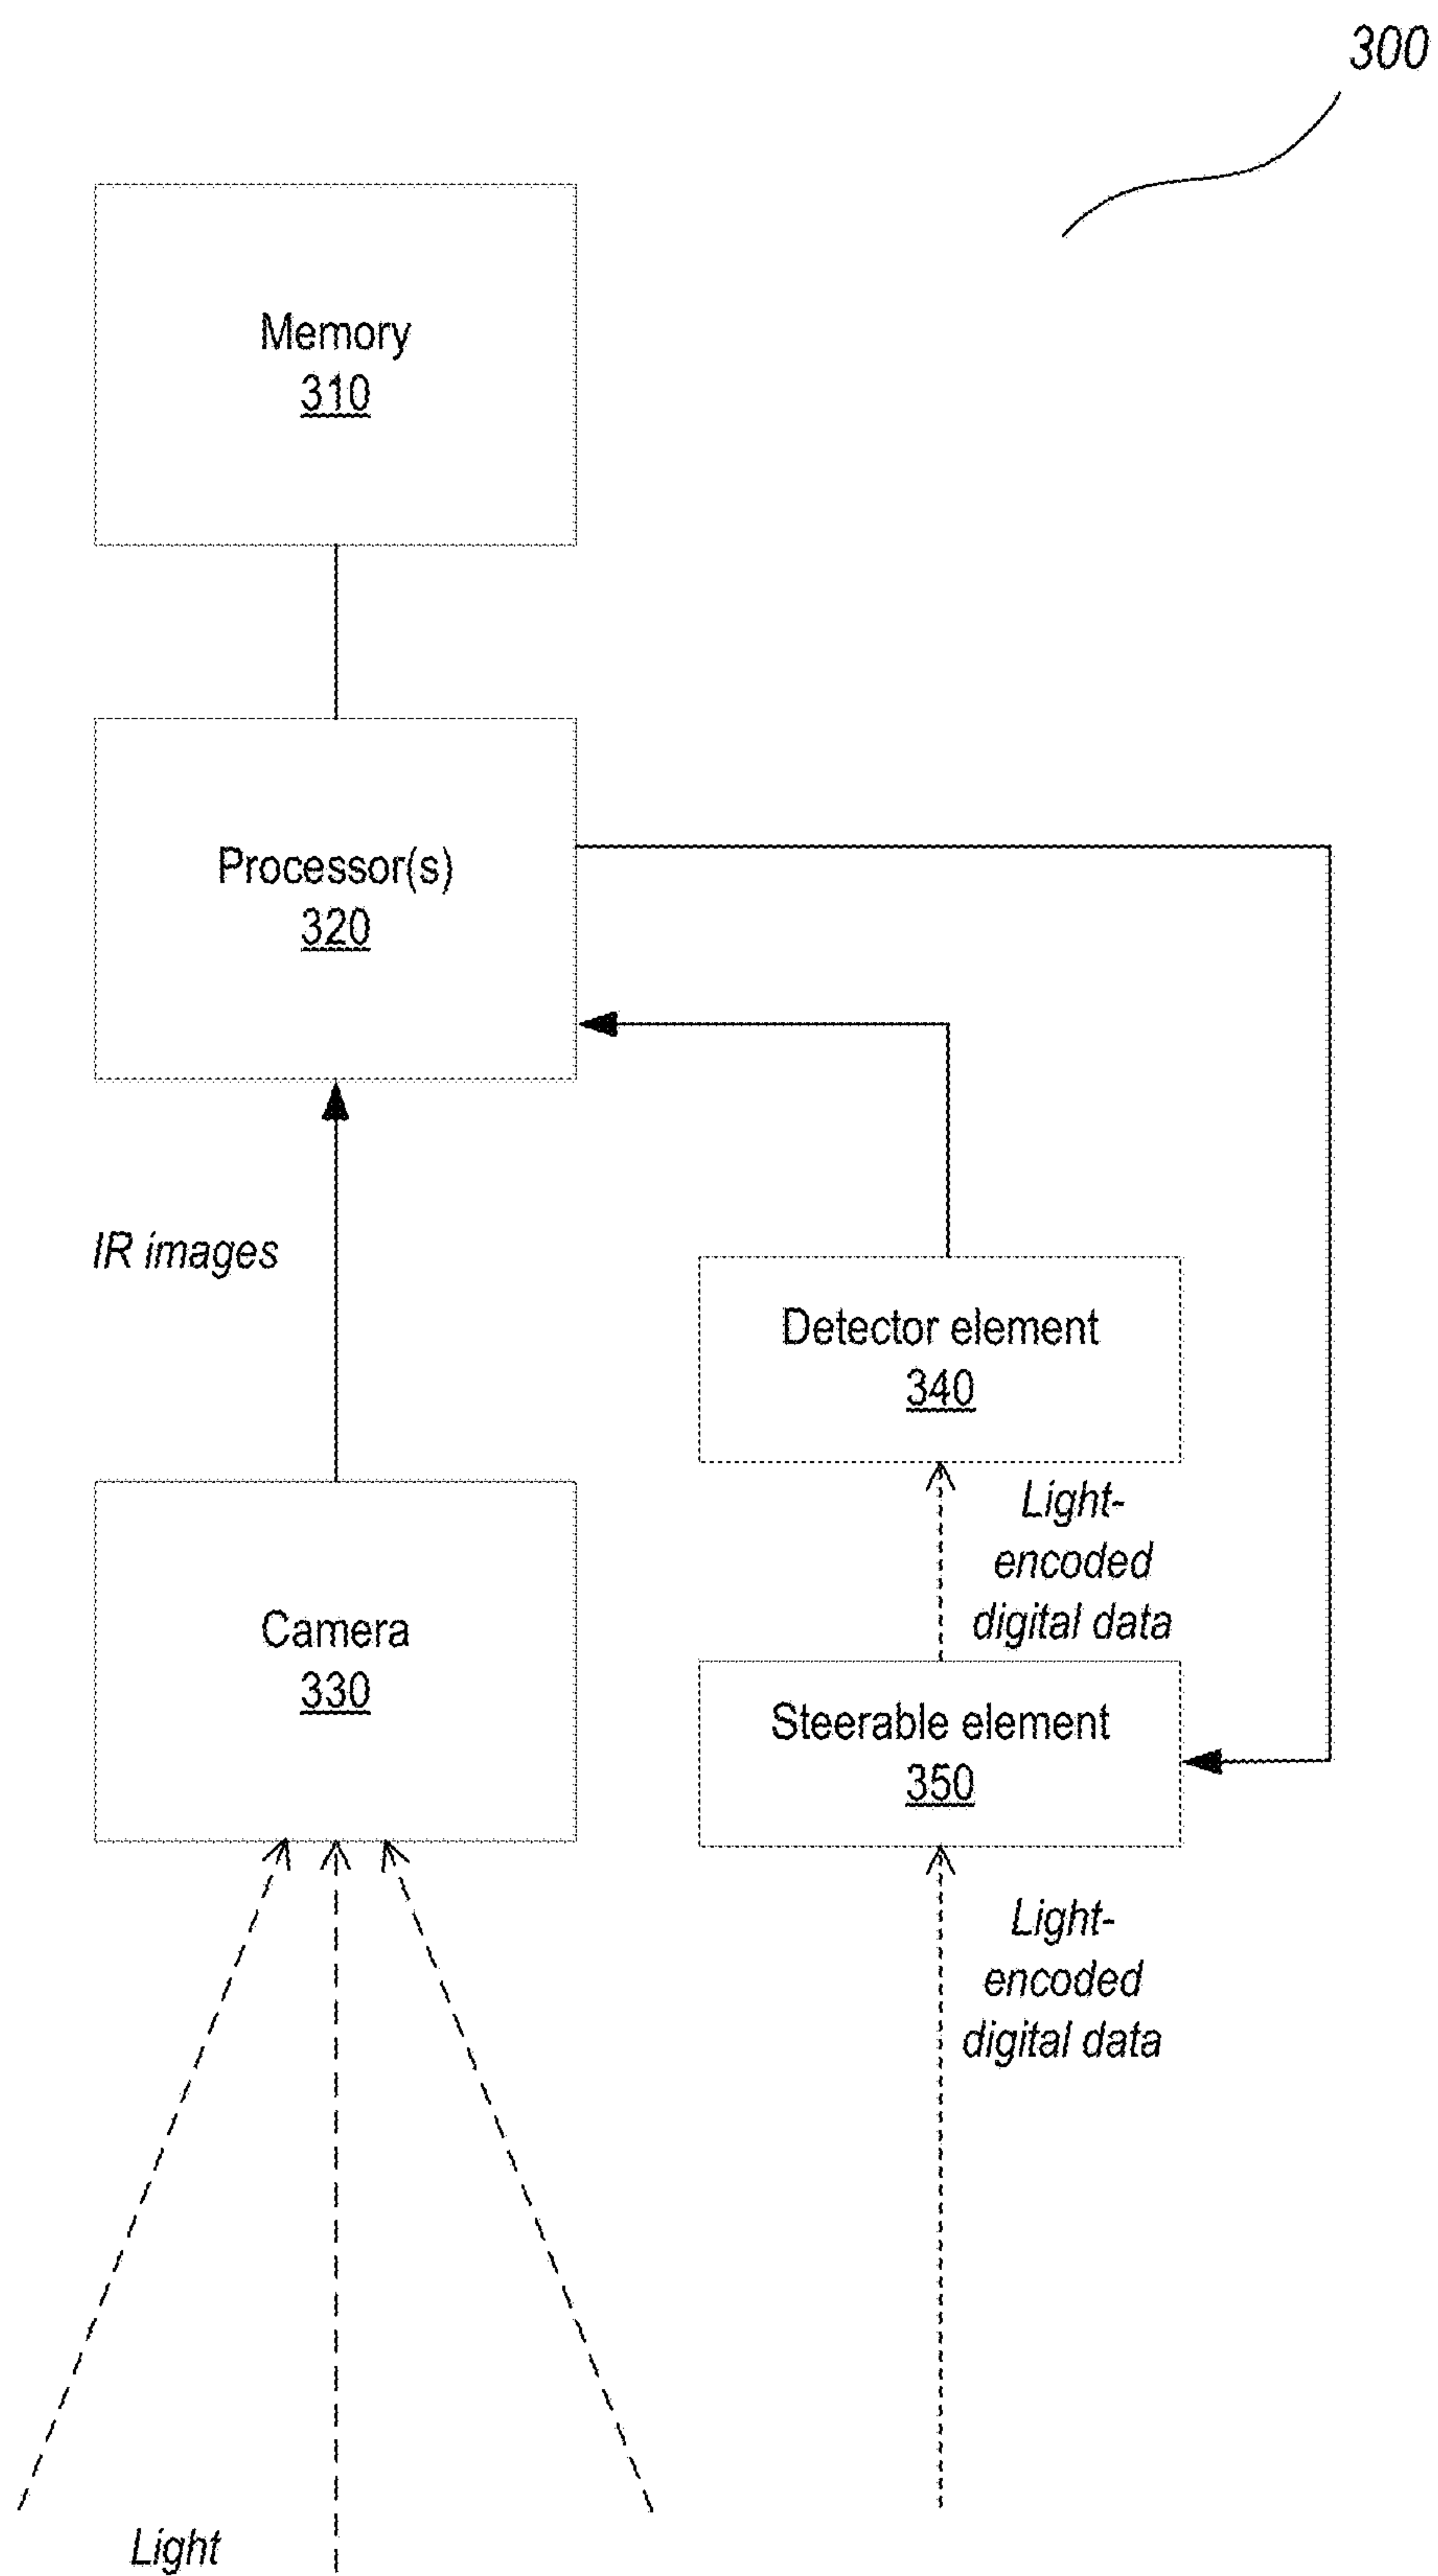 300
Memory
310
Processor(s)
320
IR images
Detector element
340
Light-
encoded
digital data
Camera
330
Steerable element
350
Light-
encoded
digital data
Light